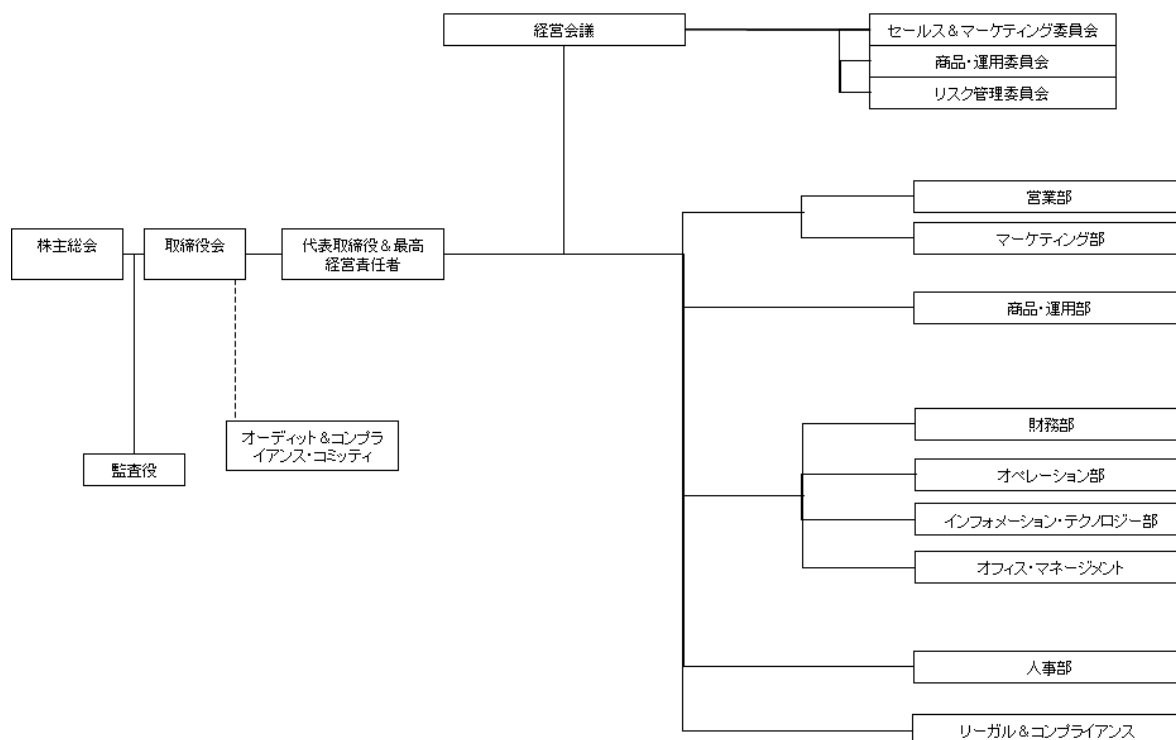 経営会議
セールス＆マーケティング委員会
商品・運用委員会
リスク管理委員会
営業部
マーケティング部
株主総会
取締役会
代表取締役＆最高
経営責任者
商品・運用部
オーディット＆コンプラ
イアンス・コミッティ
監査役
財務部
オペレーション部
インフォメーション・テクノロジー部
オフィス・マネージメント
人事部
リーガル＆コンプライアンス